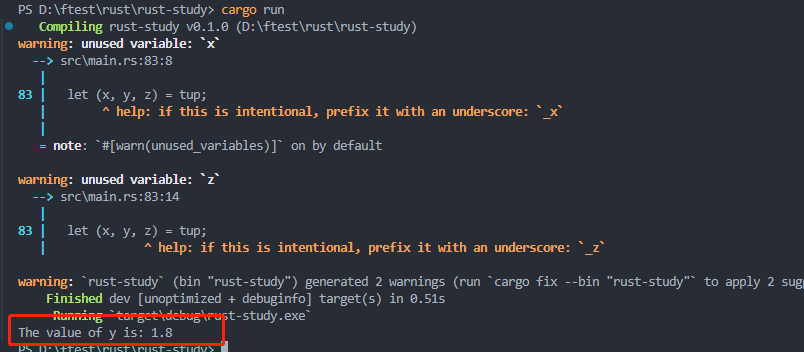 PS D:\ftest\rust\rust-study> cargo run
Compiling rust-study v0.1.0 (D:\ftest\rust\rust-study)
warning: unused variable: `x`
--> src\main.rs:83:8
|
83 | let (x, y, z) = tup;
| ^ help: if this is intentional, prefix it with an underscore: `_x`
|
= note: `#[warn(unused_variables)]` on by default
warning: unused variable: `z`
--> src\main.rs:83:14
|
83 | let (x, y, z) = tup;
| ^ help: if this is intentional, prefix it with an underscore: `_z`
warning: `rust-study` (bin "rust-study") generated 2 warnings (run `cargo fix --bin "rust-study"` to apply 2 sug
Finished dev [unoptimized + debuginfo] target(s) in 0.51s
Running `target\debug\rust-study.exe`
The value of y is: 1.8
PS D:\ftest\rust\rust-study>